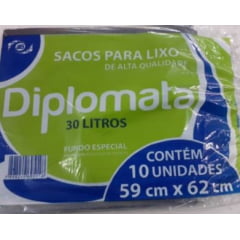 SACOS PARA LIXO
DE ALTA QUALIDADE
Diplomata
30 LITROS
FUNDO ESPECIAL
CONTÉM
10 UNIDADES
59 cm x 62 cm